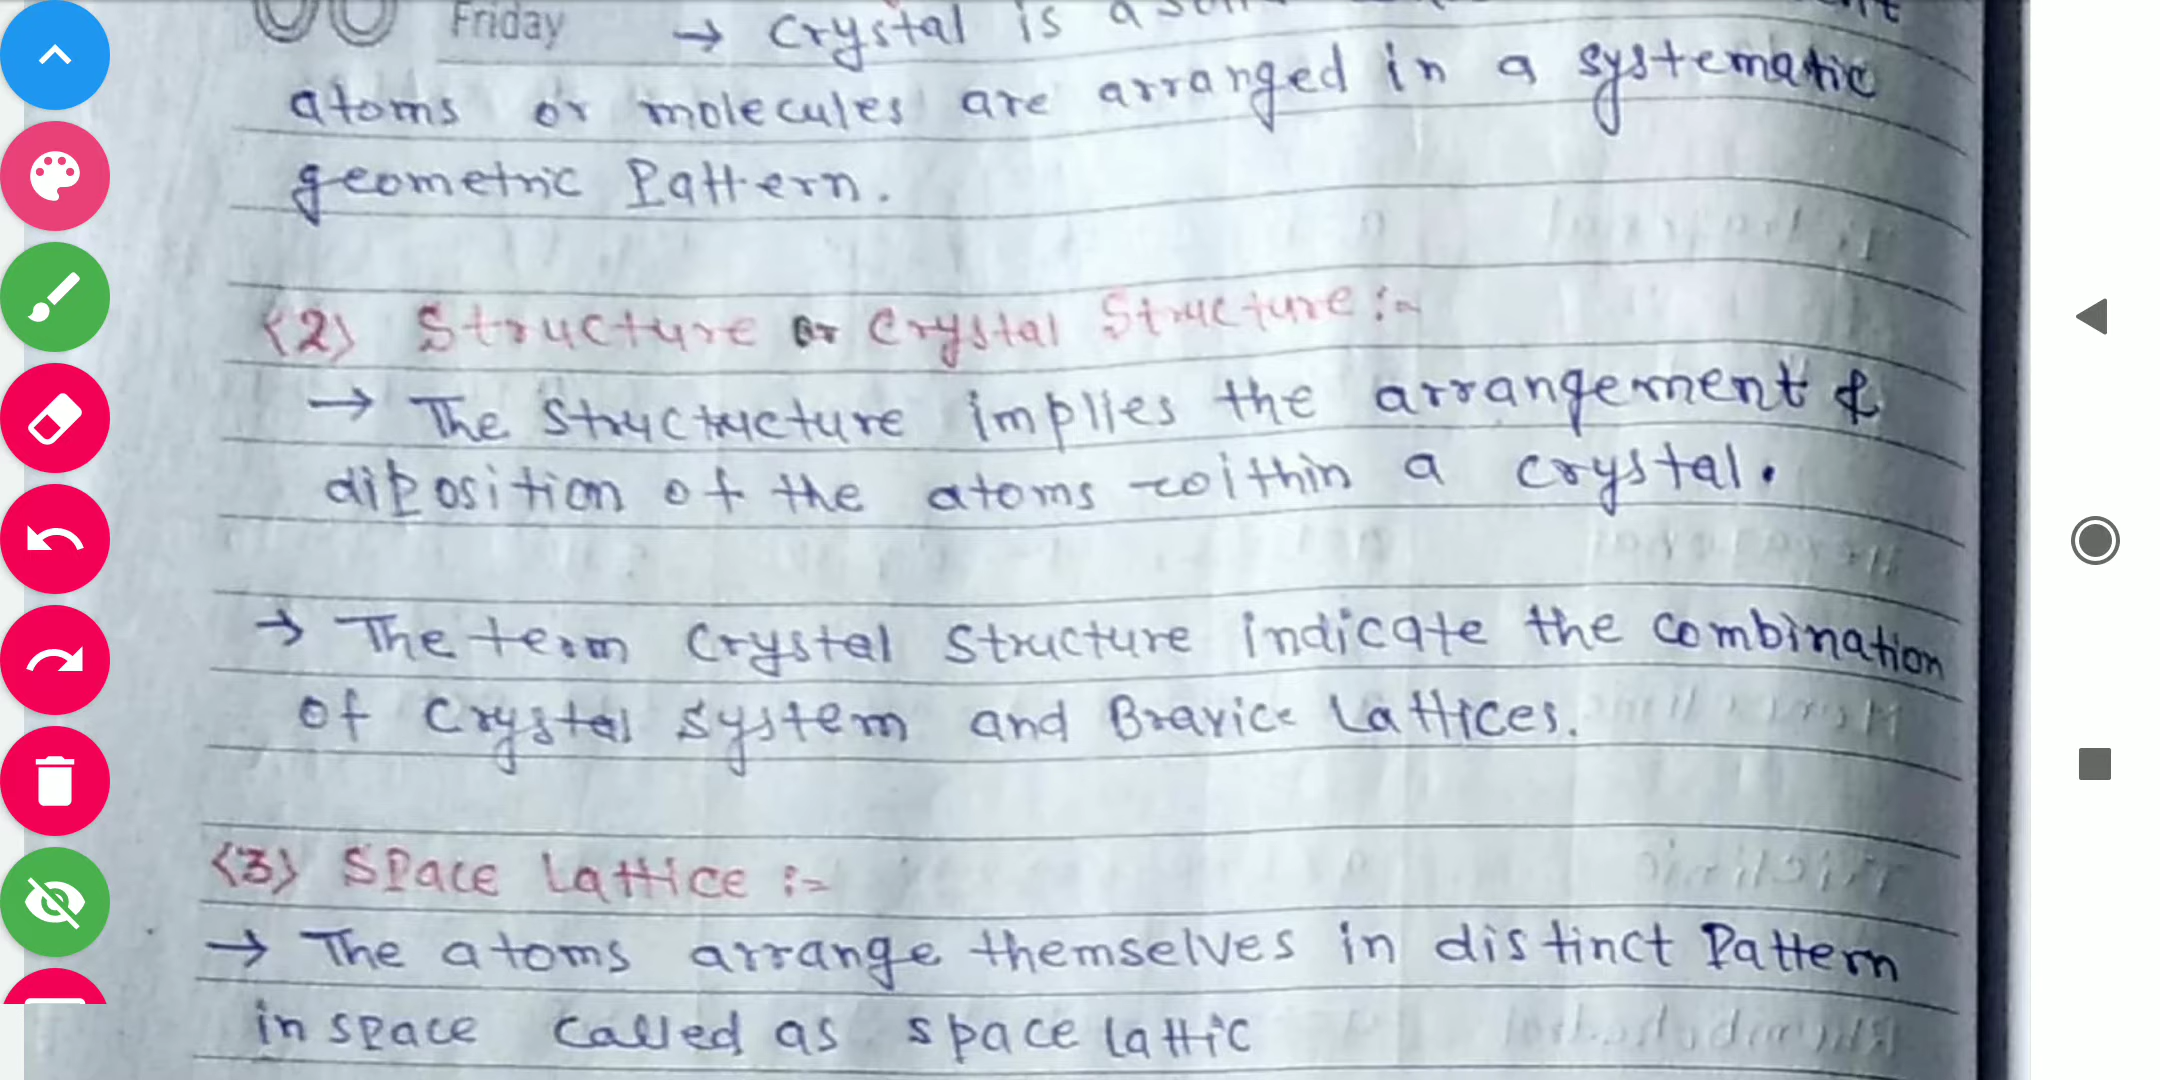 Friday → Crystal is a
atoms or molecules are arranged in a systematic
geometric Pattern.
(2) Structure or Crystal Structure :-
→ The Structucture implies the arrangement &
diposition of the atoms within a crystal.
→ The term Crystal Structure indicate the combination
of Crystal system and Bravice Lattices.
(3) Space Lattice :-
→ The atoms arrange themselves in distinct Pattern
in space called as space lattic